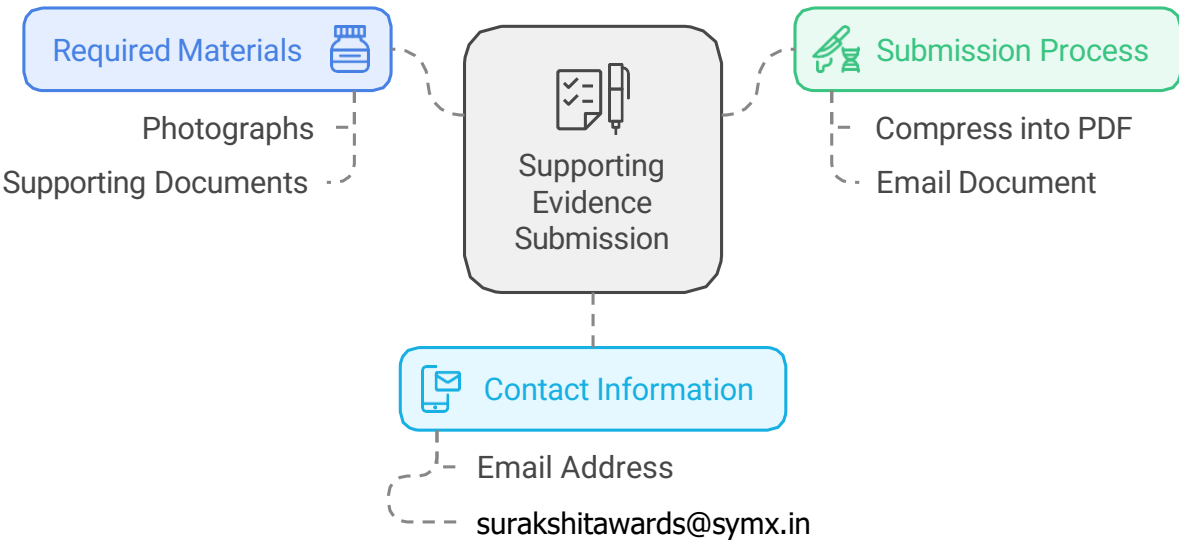 Required Materials
Photographs
Supporting Documents
Supporting
Evidence
Submission
Submission Process
Compress into PDF
Email Document
Contact Information
Email Address
surakshitawards@symx.in